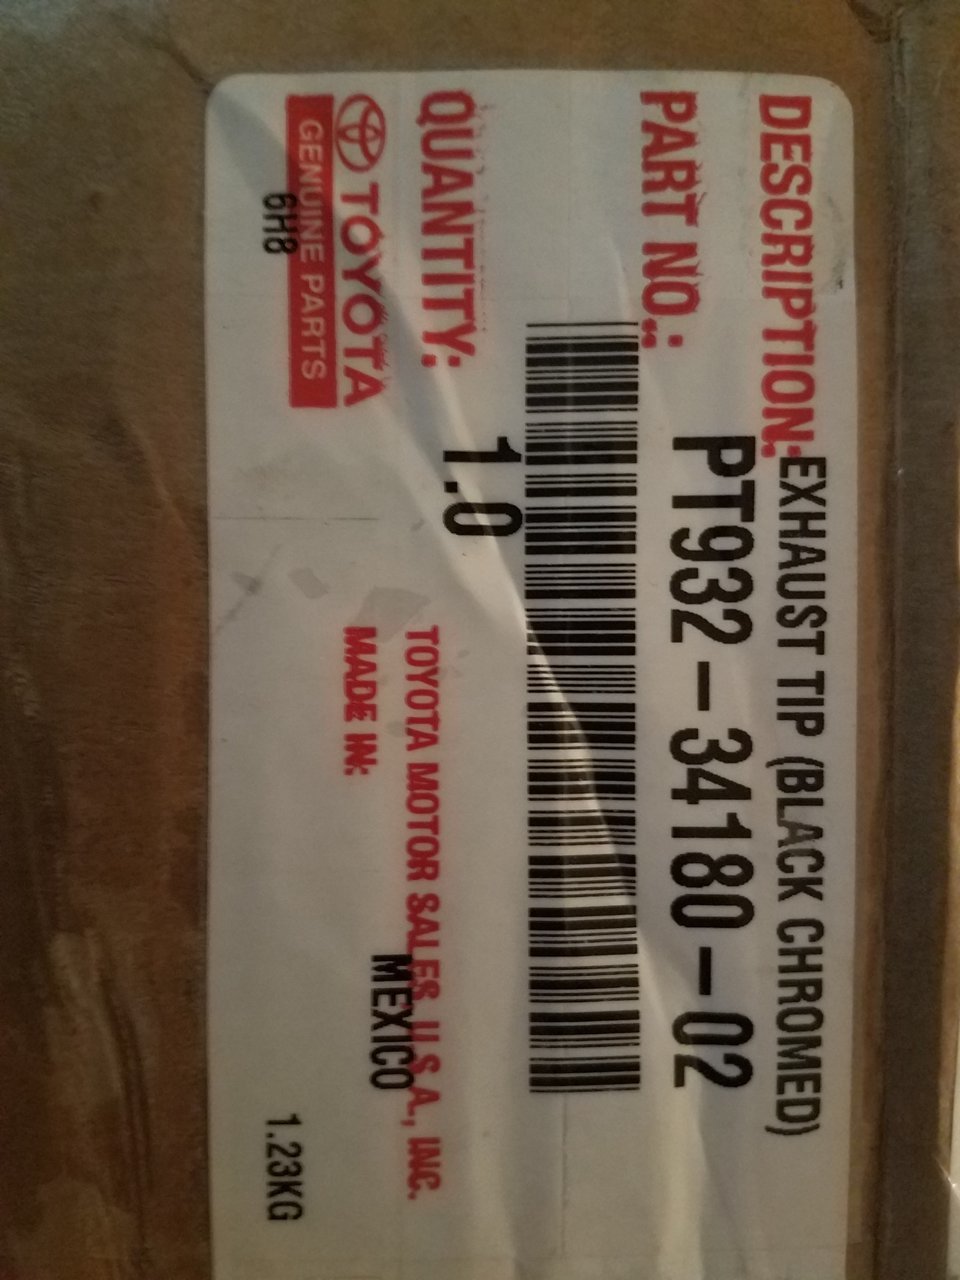 DESCRIPTION: EXHAUST TIP (BLACK CHROMED)
PART NO.: PT932-34180-02
QUANTITY: 1.0
TOYOTA
GENUINE PARTS
6H8
TOYOTA MOTOR SALES U.S.A., INC.
MADE IN: MEXICO
1.23KG